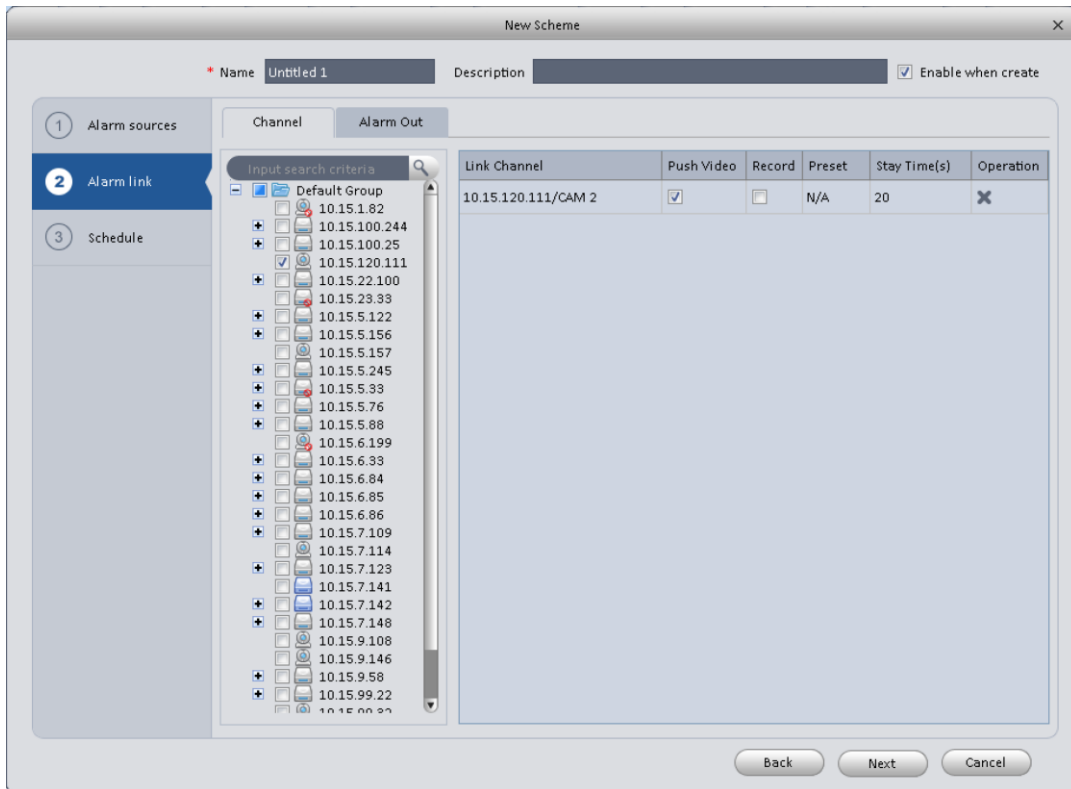 New Scheme
* Name Untitled 1 Description Enable when create
1 Alarm sources
2 Alarm link
3 Schedule
Channel Alarm Out
Input search criteria
Default Group
10.15.1.82
10.15.100.244
10.15.100.25
10.15.120.111
10.15.22.100
10.15.23.33
10.15.5.122
10.15.5.156
10.15.5.157
10.15.5.245
10.15.5.33
10.15.5.76
10.15.5.88
10.15.6.199
10.15.6.33
10.15.6.84
10.15.6.85
10.15.6.86
10.15.7.109
10.15.7.114
10.15.7.123
10.15.7.141
10.15.7.142
10.15.7.148
10.15.9.108
10.15.9.146
10.15.9.58
10.15.99.22
Link Channel Push Video Record Preset Stay Time(s) Operation
10.15.120.111/CAM 2 N/A 20
Back Next Cancel